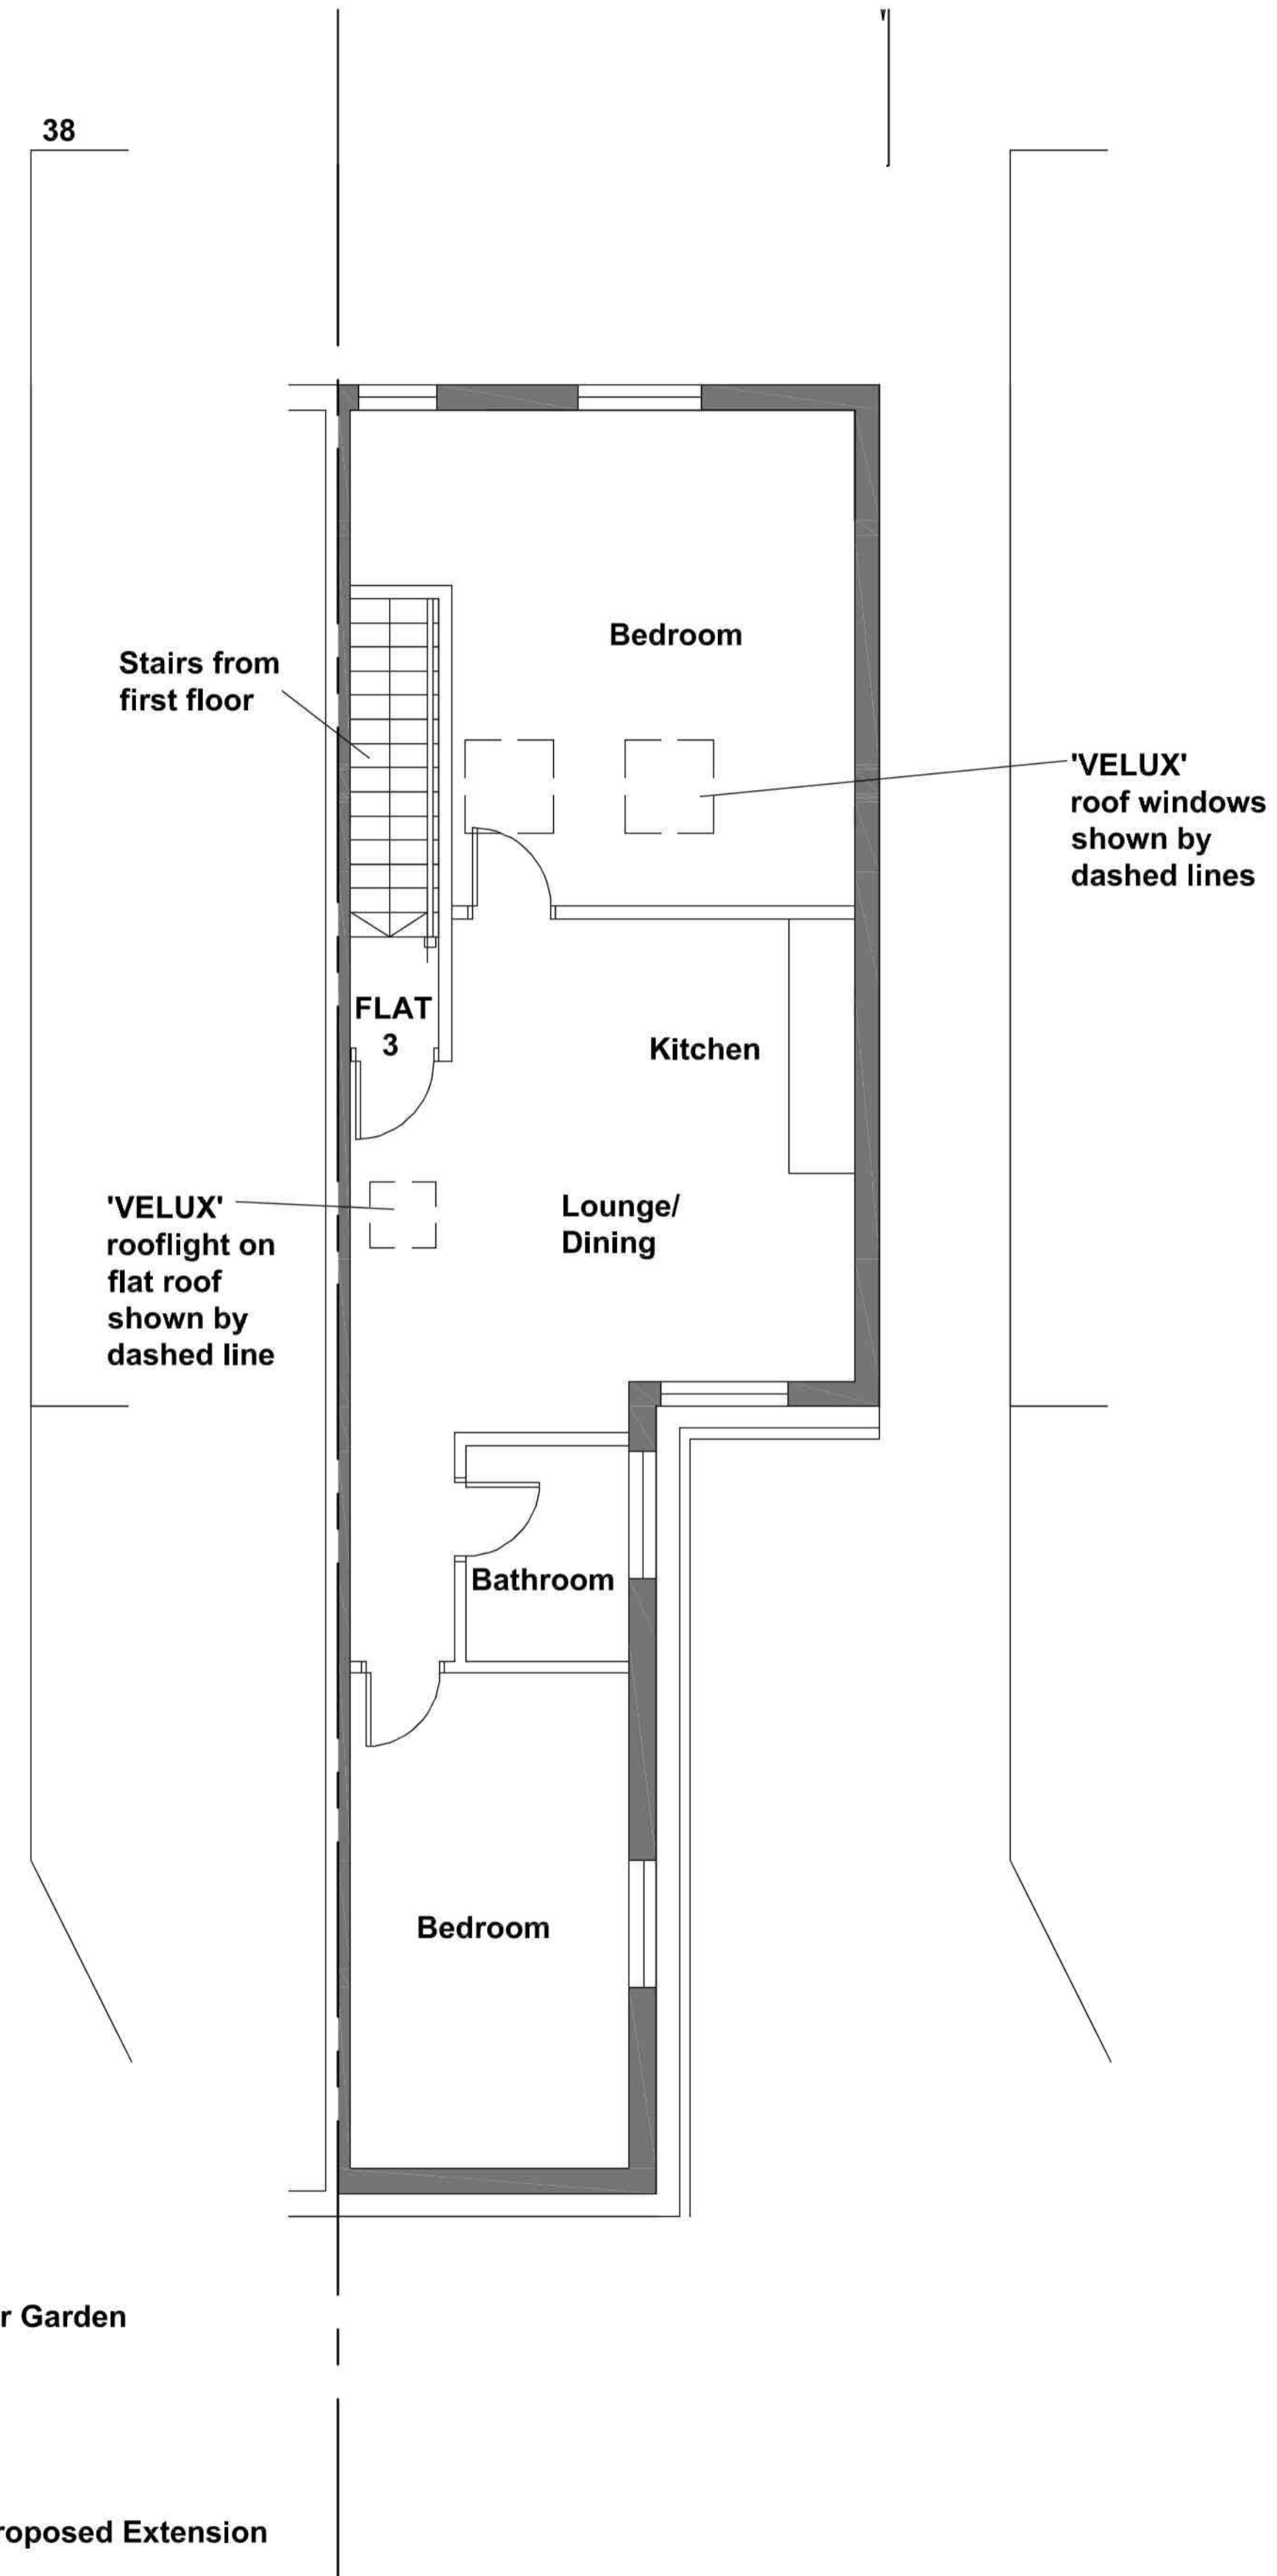 38
Bedroom
Stairs from
first floor
'VELUX'
roof windows
shown by
dashed lines
FLAT
3
Kitchen
'VELUX'
rooflight on
flat roof
shown by
dashed line
Lounge/
Dining
Bathroom
Bedroom
r Garden
roposed Extension